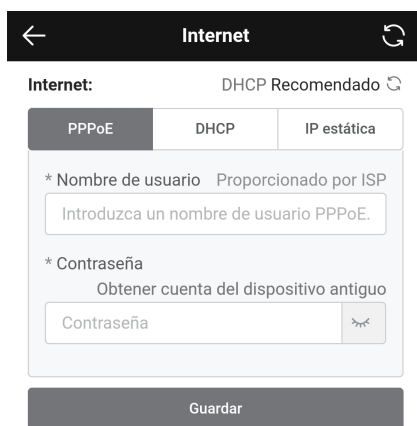 Internet
Internet: DHCP Recomendado
PPPoE DHCP IP estática
* Nombre de usuario Proporcionado por ISP
Introduzca un nombre de usuario PPPoE.
* Contraseña
Obtener cuenta del dispositivo antiguo
Contraseña
Guardar